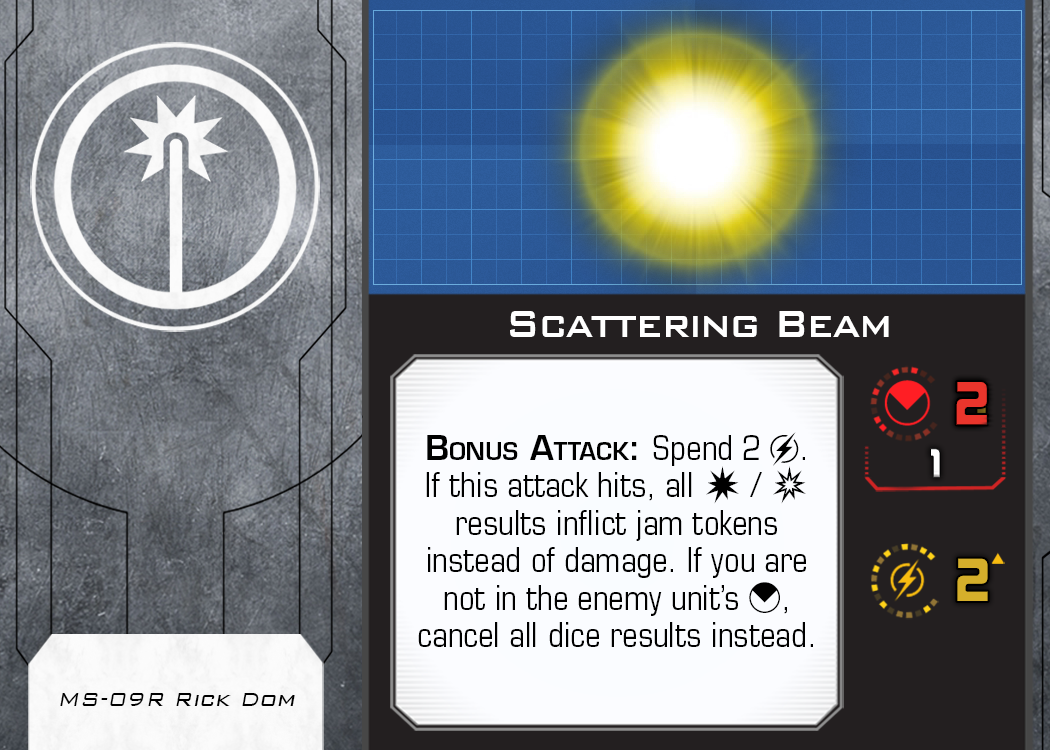 SCATTERING BEAM
BONUS ATTACK: Spend 2 .
If this attack hits, all /
results inflict jam tokens
instead of damage. If you are
not in the enemy unit's ,
cancel all dice results instead.
2
1
2
MS-09R RICK DOM